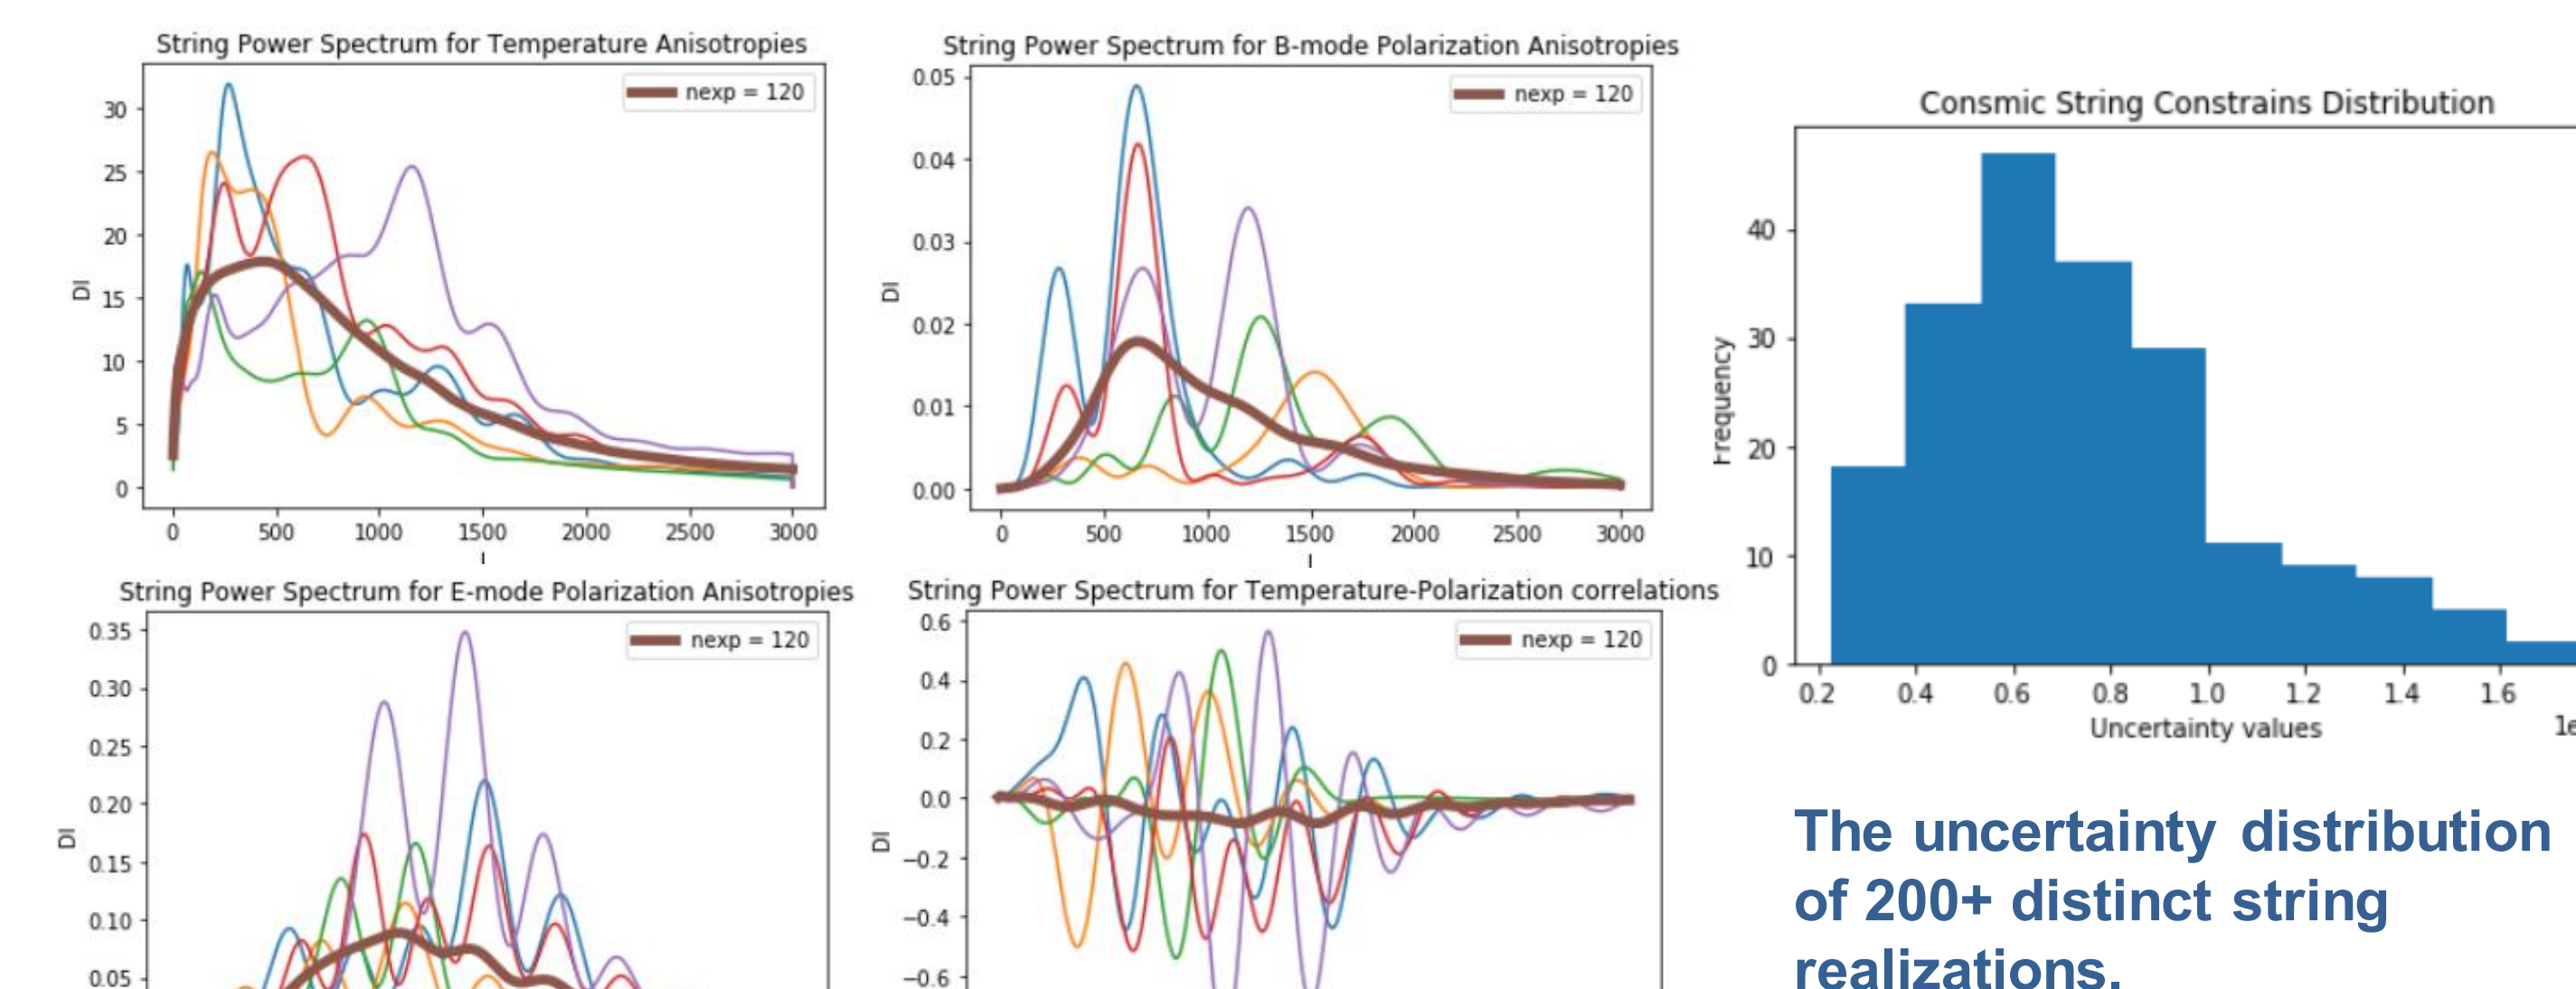 String Power Spectrum for Temperature Anisotropies
nexp = 120
30
25
20
15
10
5
0
Dl
0 500 1000 1500 2000 2500 3000
l
String Power Spectrum for B-mode Polarization Anisotropies
nexp = 120
0.05
0.04
0.03
0.02
0.01
0.00
Dl
0 500 1000 1500 2000 2500 3000
l
Consmic String Constrains Distribution
40
30
20
10
0
Frequency
0.2 0.4 0.6 0.8 1.0 1.2 1.4 1.6
Uncertainty values
1e
String Power Spectrum for E-mode Polarization Anisotropies
nexp = 120
0.35
0.30
0.25
0.20
0.15
0.10
0.05
Dl
String Power Spectrum for Temperature-Polarization correlations
nexp = 120
0.6
0.4
0.2
0.0
−0.2
−0.4
−0.6
Dl
The uncertainty distribution
of 200+ distinct string
realizations.